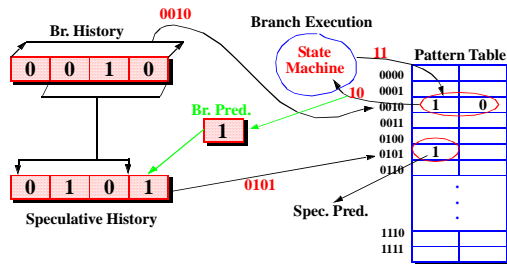 0010
Br. History
0 0 1 0
Branch Execution
State
Machine
11
10
Pattern Table
0000
0001
0010 1 0
0011
0100
0101 1
0110
1110
1111
Br. Pred.
1
0 1 0 1
0101
Speculative History
Spec. Pred.